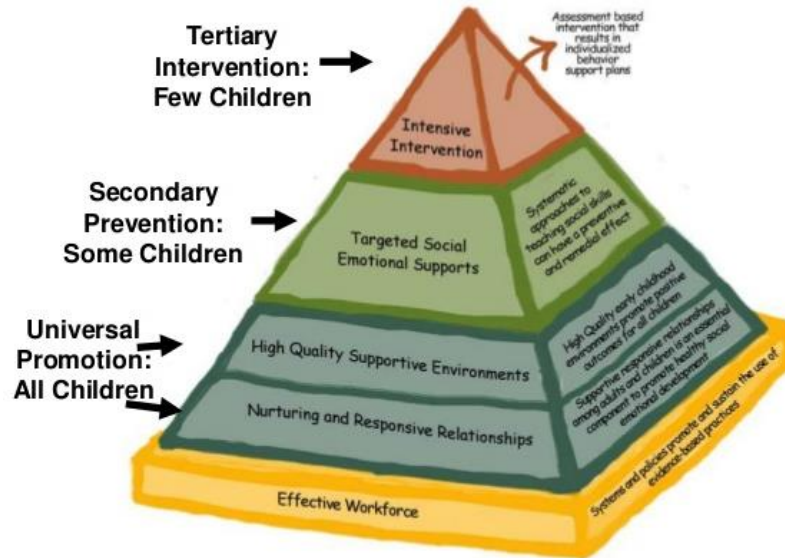 Tertiary
Intervention:
Few Children
Assessment based
intervention that
results in
individualized
behavior
support plans
Intensive
Intervention
Secondary
Prevention:
Some Children
Targeted Social
Emotional Supports
Systematic
approaches to
teaching social skills
can have a preventive
and remedial effect
Universal
Promotion:
All Children
High Quality Supportive Environments
High Quality early childhood
environments promote positive
outcomes for all children
Nurturing and Responsive Relationships
Supportive responsive relationships
among adults and children is an essential
component to promote healthy social
emotional development
Effective Workforce
Systems and policies promote and sustain the use of
evidence-based practices